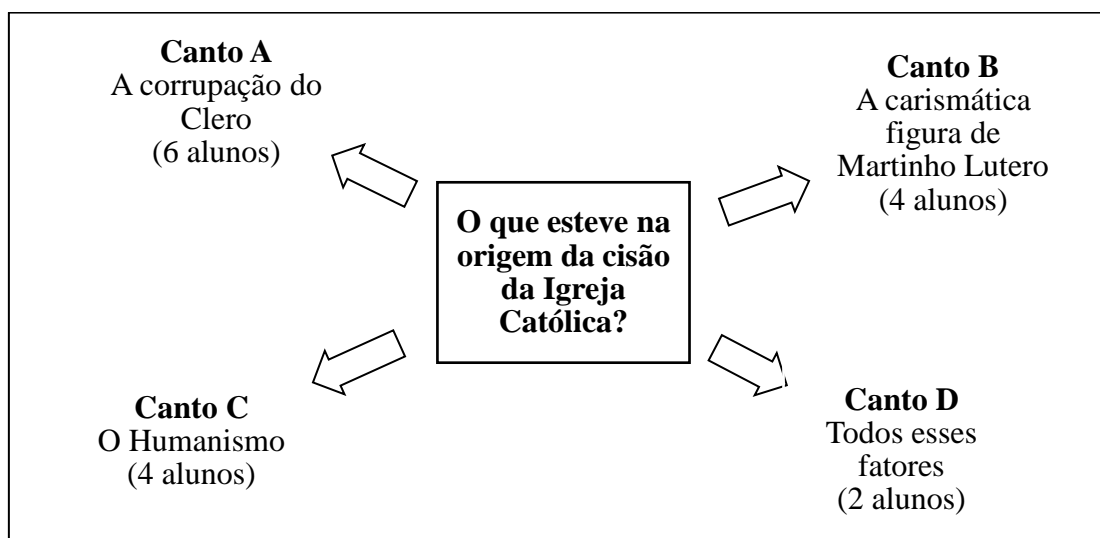 Canto A
A corrupação do
Clero
(6 alunos)
Canto B
A carismática
figura de
Martinho Lutero
(4 alunos)
O que esteve na
origem da cisão
da Igreja
Católica?
Canto C
O Humanismo
(4 alunos)
Canto D
Todos esses
fatores
(2 alunos)